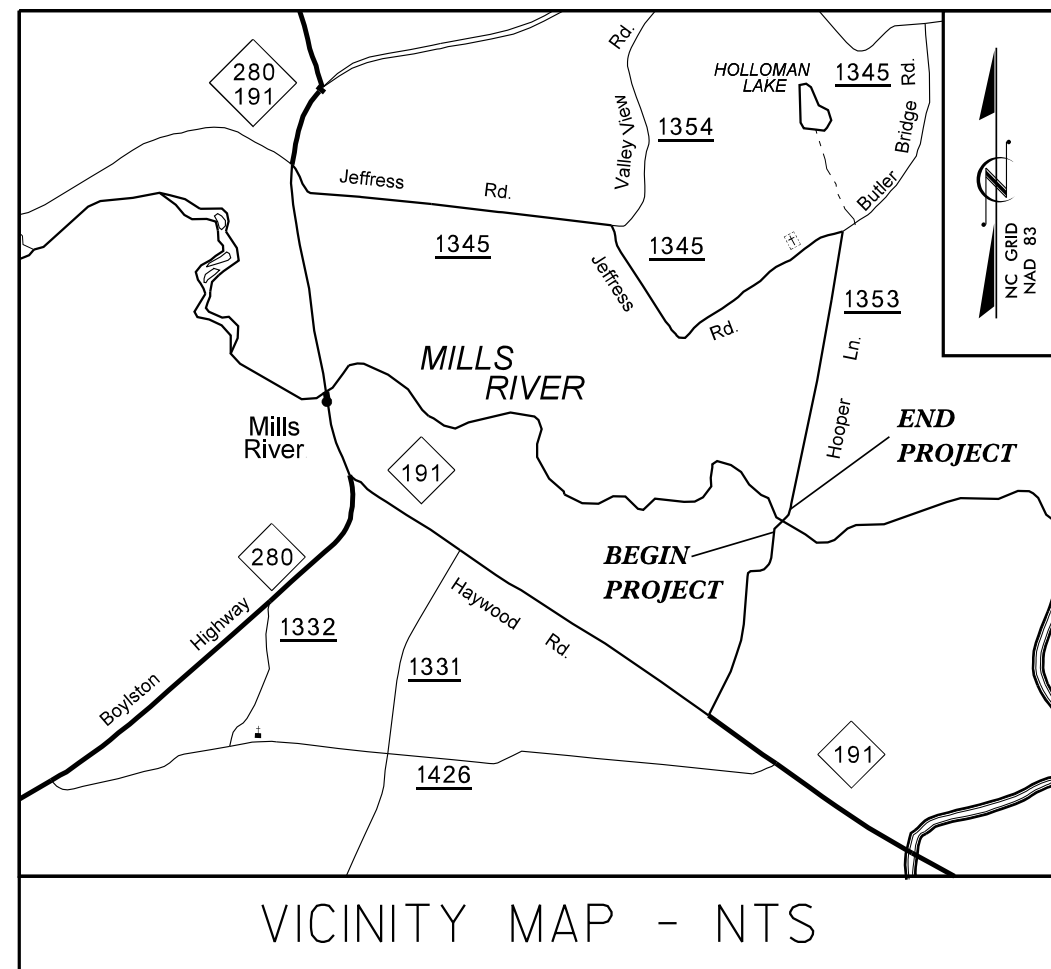 280
191
Rd.
HOLLOMAN
LAKE
1345
Bridge Rd.
Valley View
1354
Jeffress
Rd.
Butler
1345
1345
Jeffress
Rd.
1353
NC GRID
NAD 83
MILLS
RIVER
Ln.
Hooper
Mills
River
191
END
PROJECT
280
BEGIN
PROJECT
Haywood
Rd.
Highway
1332
1331
Boylston
191
1426
VICINITY MAP - NTS